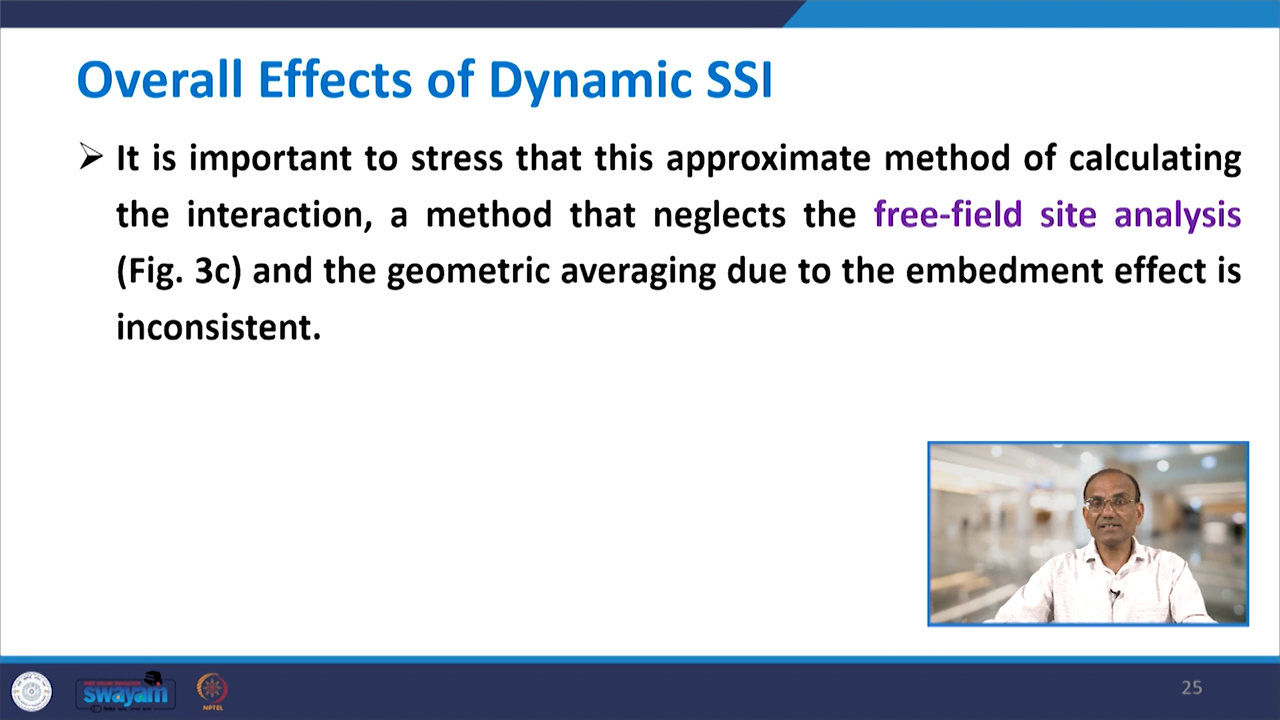 Overall Effects of Dynamic SSI
It is important to stress that this approximate method of calculating
the interaction, a method that neglects the free-field site analysis
(Fig. 3c) and the geometric averaging due to the embedment effect is
inconsistent.
swayam
NPTEL
25